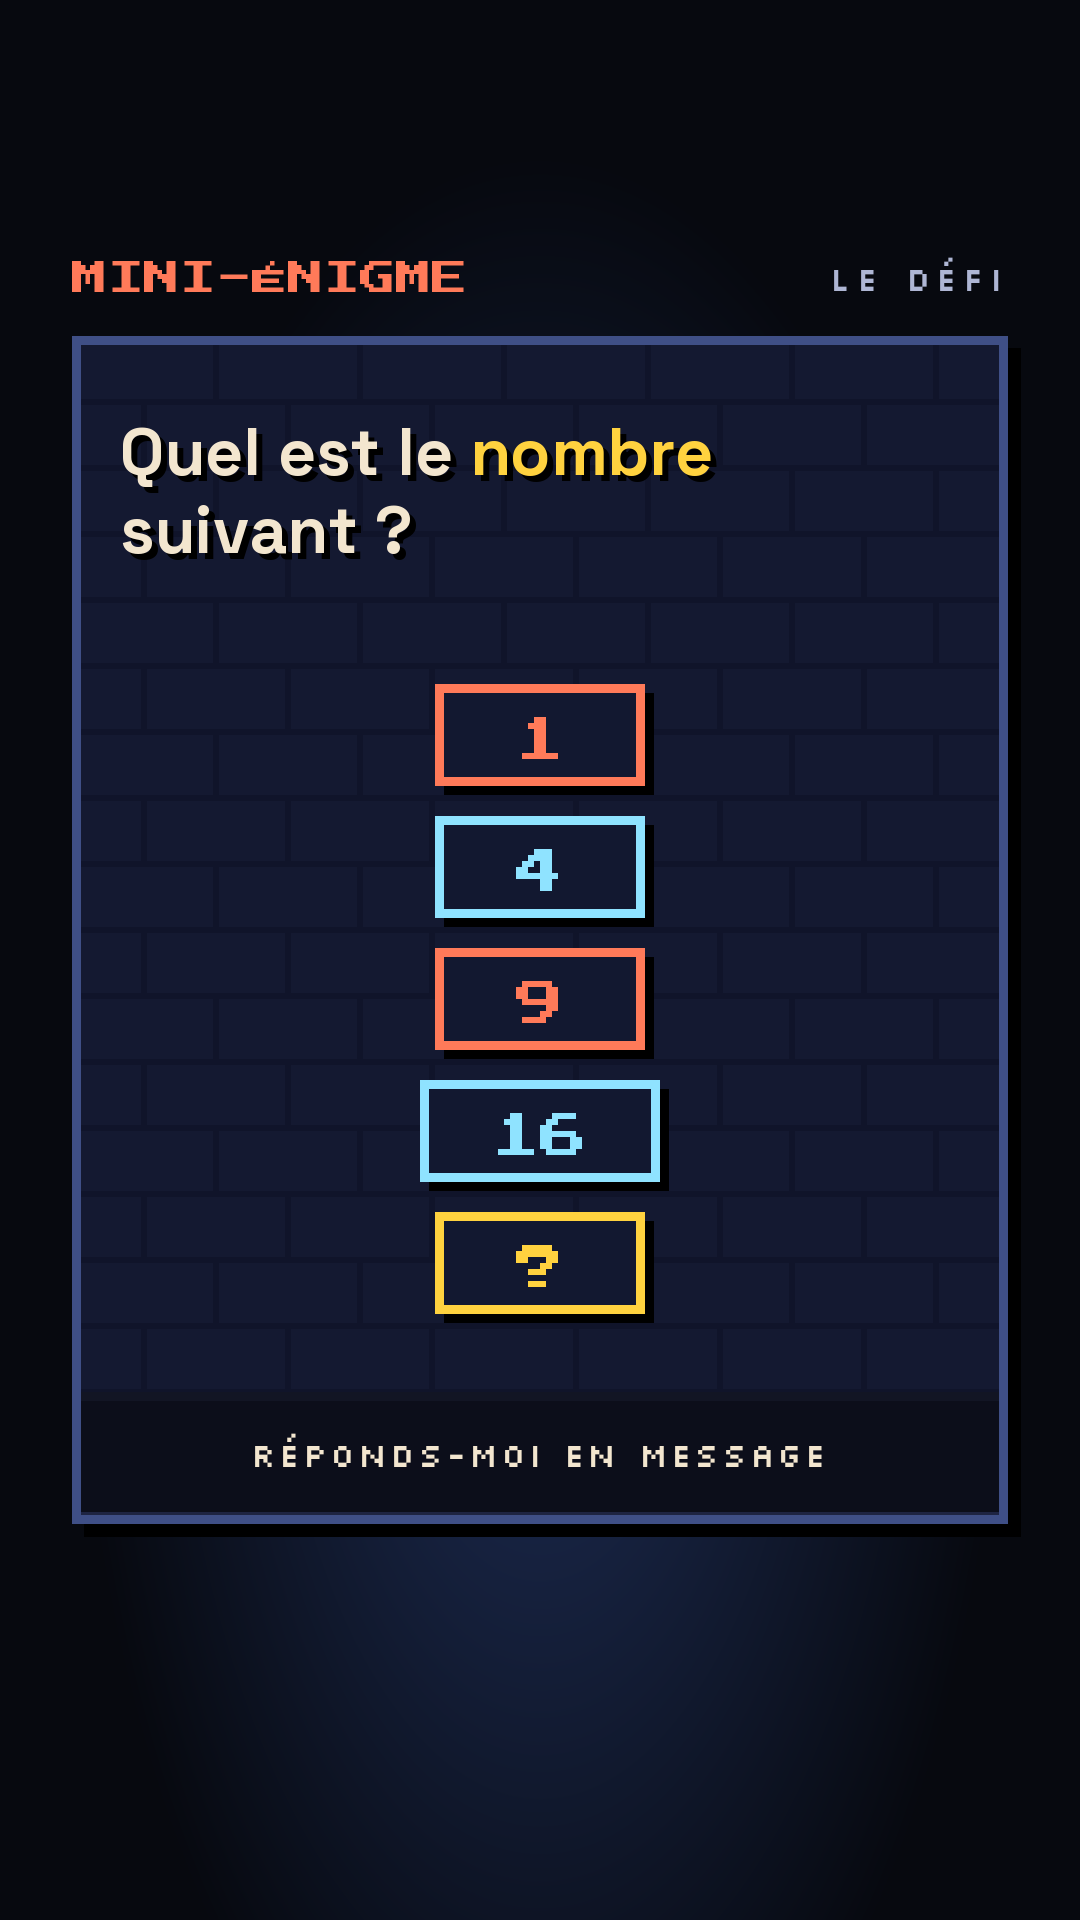 MINI-ÉNIGME
LE DÉFI
Quel est le nombre
suivant ?
1
4
9
16
?
RÉPONDS-MOI EN MESSAGE